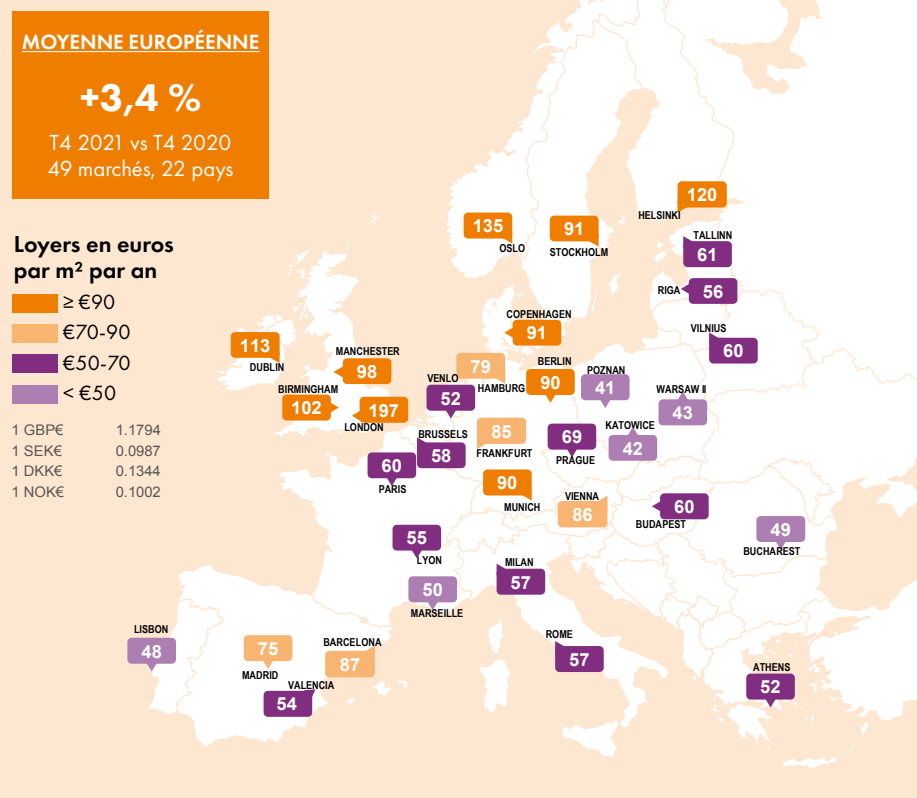 MOYENNE EUROPÉENNE
+3,4 %
T4 2021 vs T4 2020
49 marchés, 22 pays
Loyers en euros
par m² par an
≥ €90
€70-90
€50-70
< €50
1 GBP€ 1.1794
1 SEK€ 0.0987
1 DKK€ 0.1344
1 NOK€ 0.1002
120
HELSINKI
135
OSLO
91
STOCKHOLM
TALLINN
61
RIGA 56
COPENHAGEN
91
VILNIUS
60
113
DUBLIN
MANCHESTER
98
BIRMINGHAM
102
197
LONDON
79
HAMBURG
VENLO
52
BERLIN
90
POZNAN
41
WARSAW II
43
KATOWICE
42
BRUSSELS
58
85
FRANKFURT
69
PRAGUE
60
PARIS
90
MUNICH
VIENNA
86
60
BUDAPEST
49
BUCHAREST
55
LYON
MILAN
57
50
MARSEILLE
LISBON
48
75
MADRID
BARCELONA
87
VALENCIA
54
ROME
57
ATHENS
52